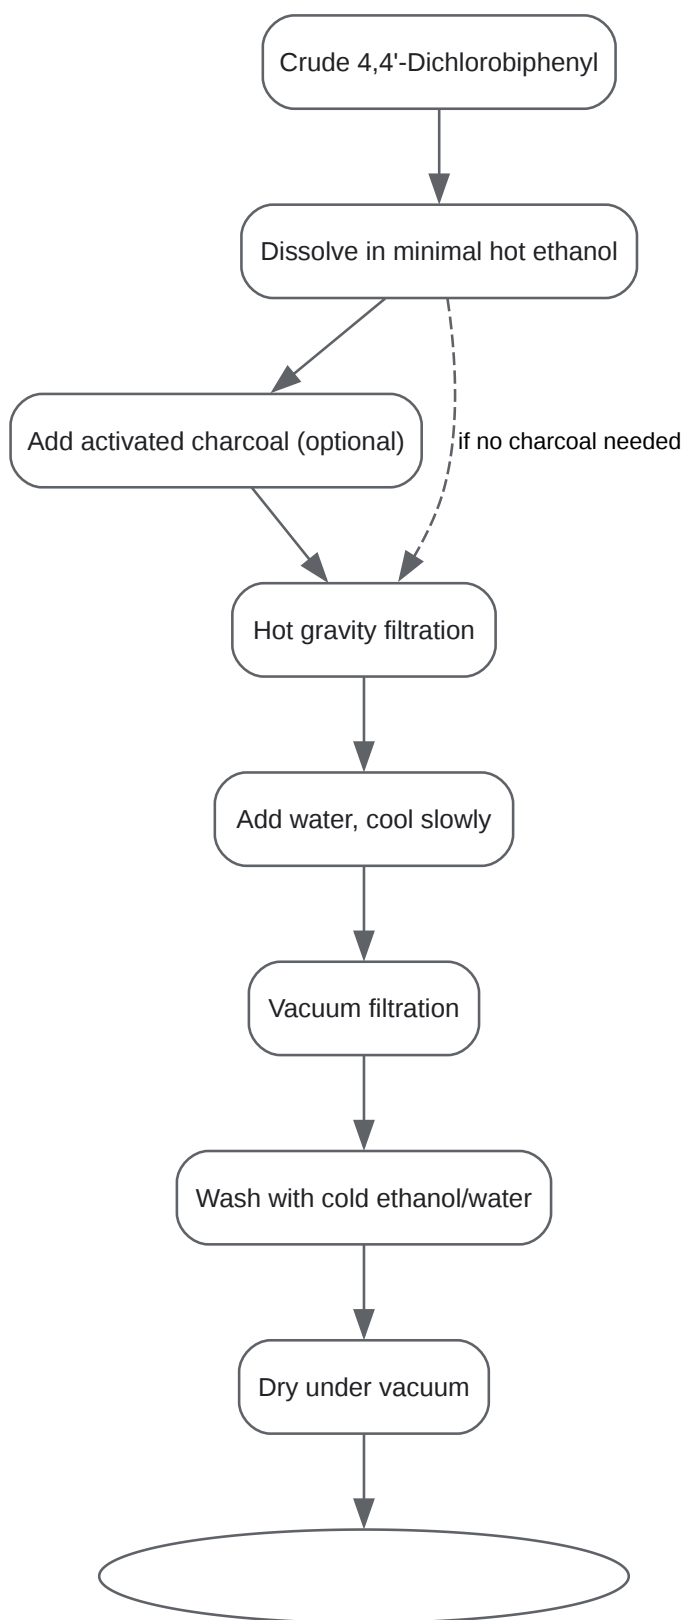 Crude 4,4'-Dichlorobiphenyl
Dissolve in minimal hot ethanol
Add activated charcoal (optional)
if no charcoal needed
Hot gravity filtration
Add water, cool slowly
Vacuum filtration
Wash with cold ethanol/water
Dry under vacuum